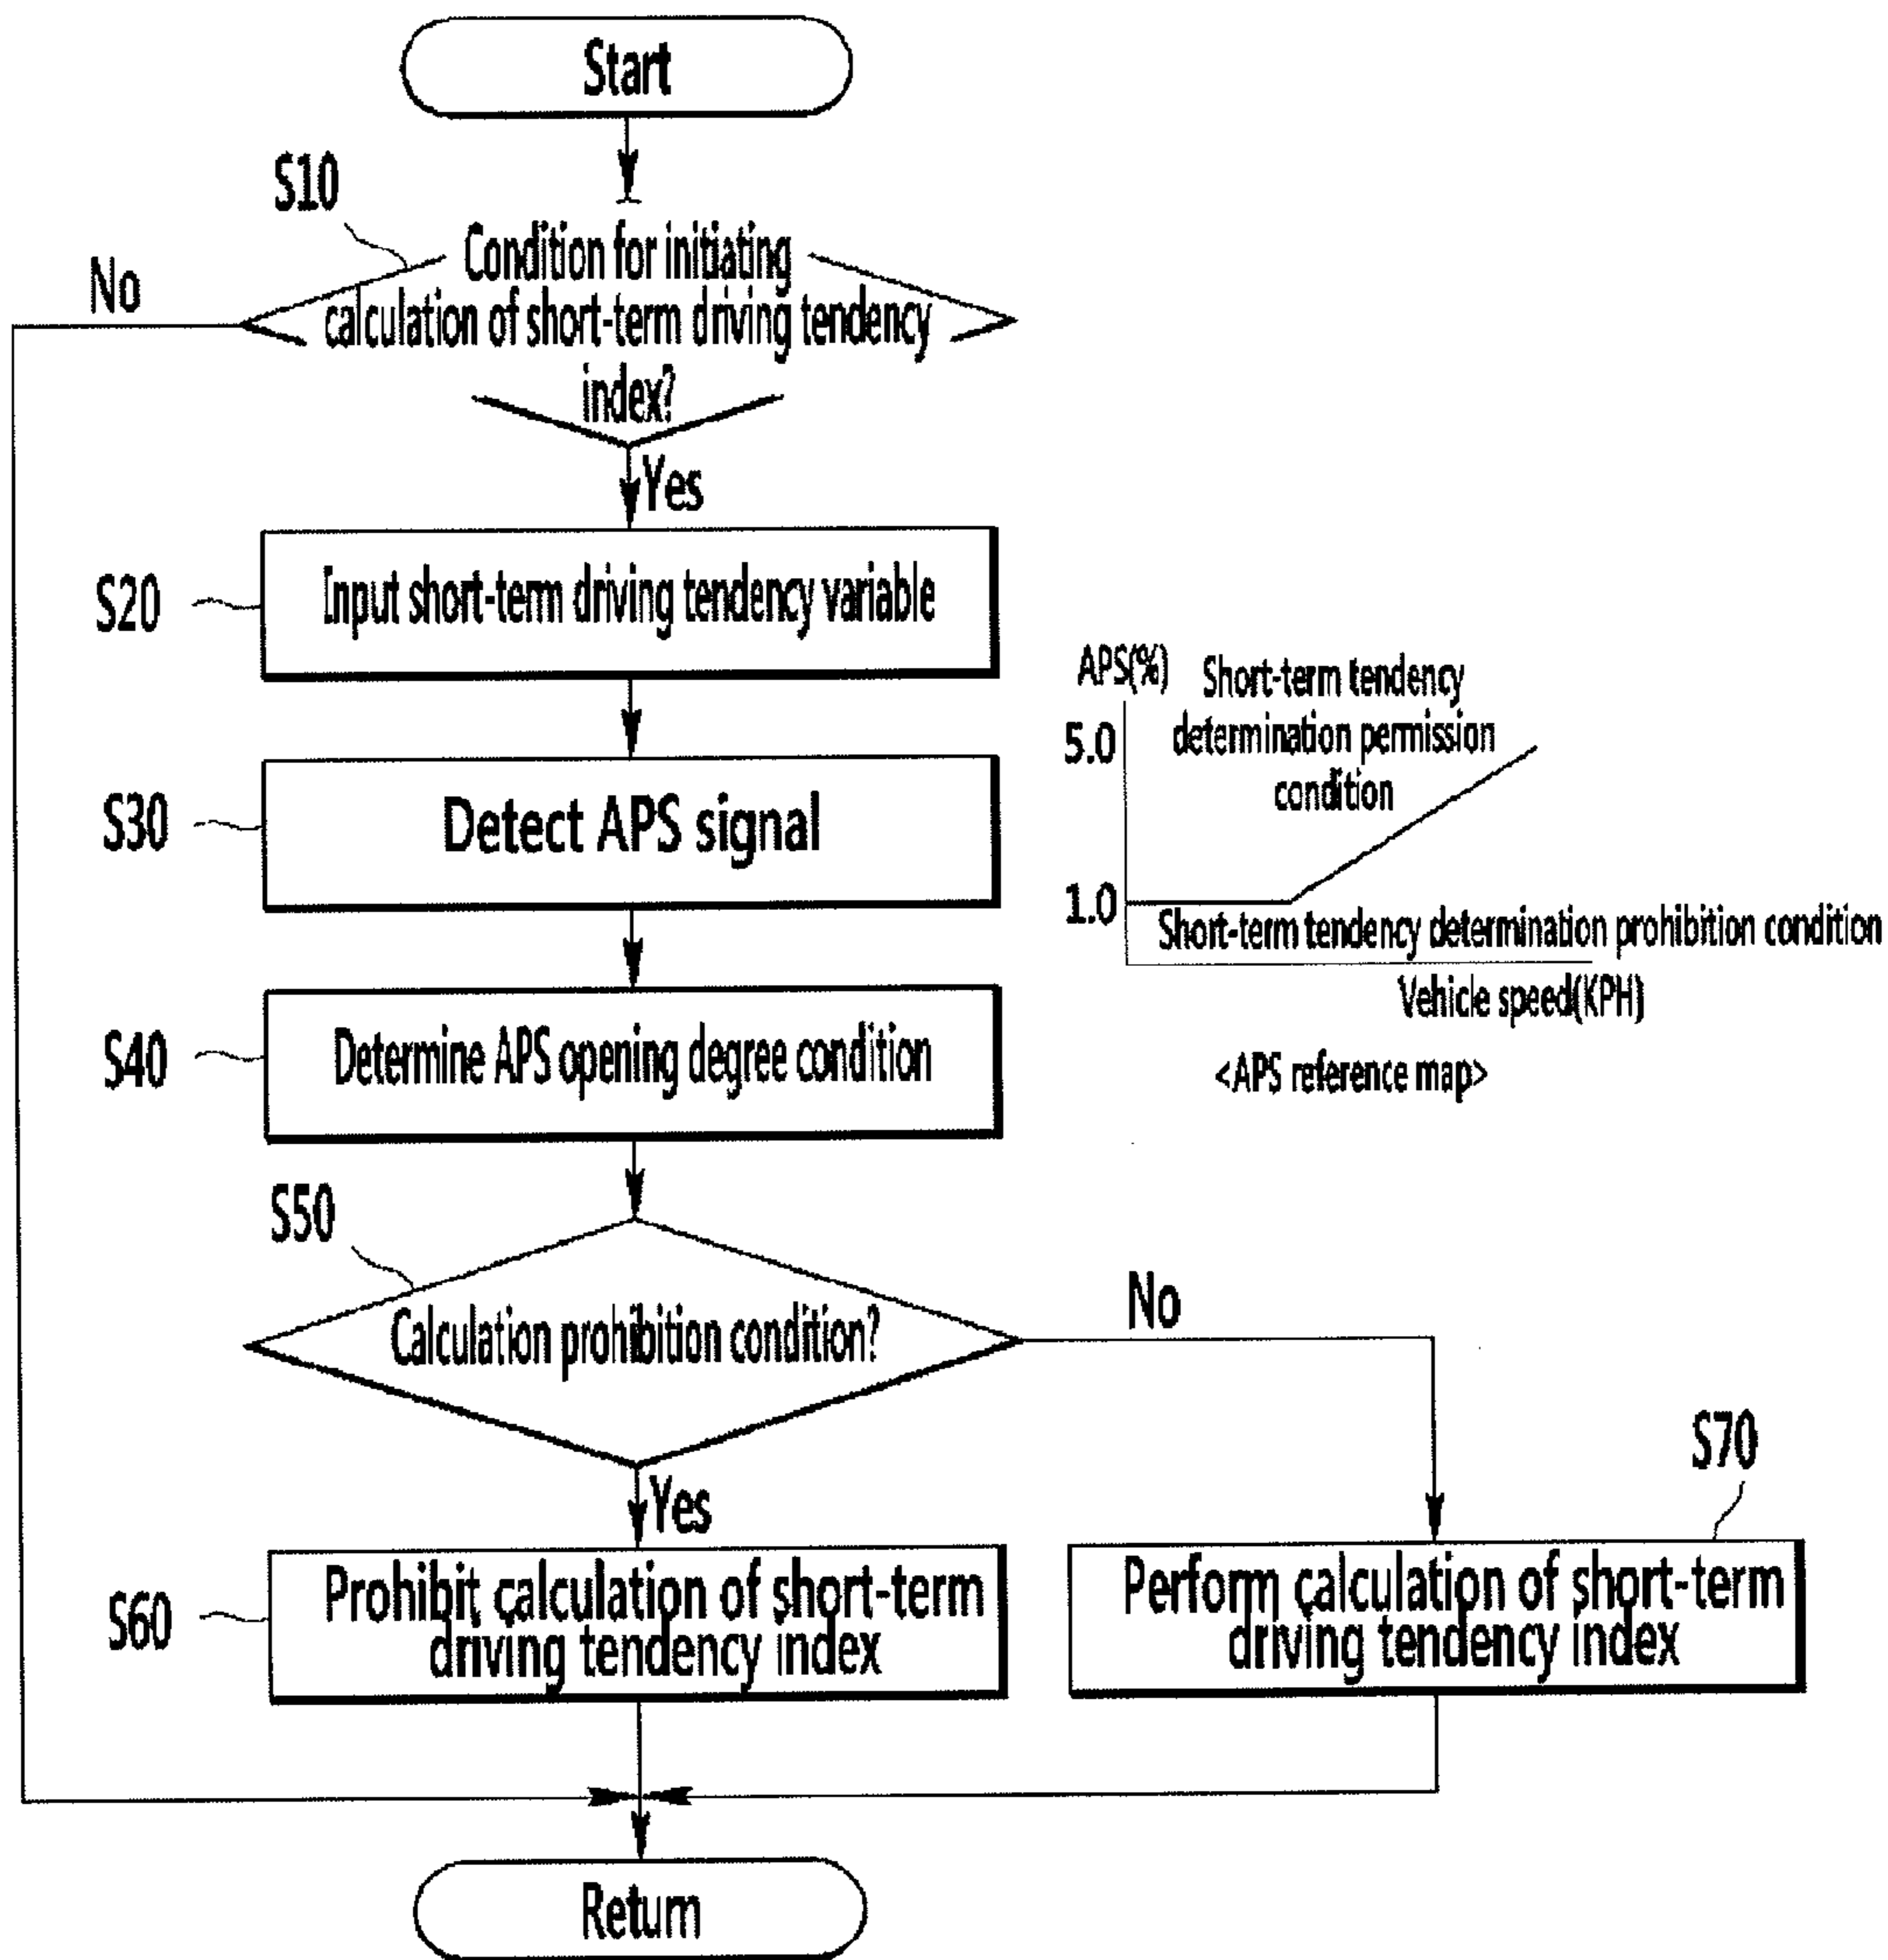 Start
S10
Condition for initiating
No
calculation of short-term driving tendency
index?
Yes
S20
Input short-term driving tendency variable
APS(%)
Short-term tendency
5.0
determination permission
condition
S30
Detect APS signal
1.0
Short-term tendency determination prohibition condition
Vehicle speed(KPH)
S40
Determine APS opening degree condition
<APS reference map>
S50
No
Calculation prohibition condition?
S70
Yes
S60
Prohibit calculation of short-term
driving tendency index
Perform calculation of short-term
driving tendency index
Return